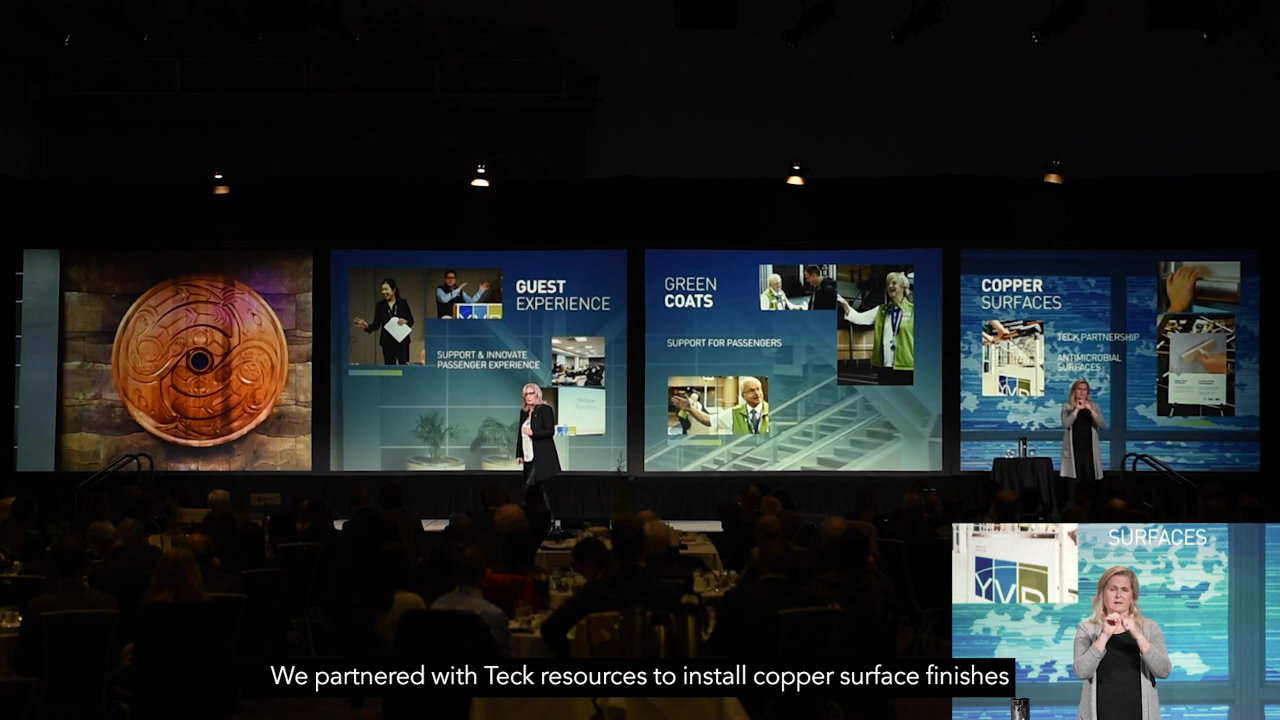 GUEST
EXPERIENCE
SUPPORT & INNOVATE
PASSENGER EXPERIENCE
GREEN
COATS
SUPPORT FOR PASSENGERS
COPPER
SURFACES
TECK PARTNERSHIP
ANTIMICROBIAL
SURFACES
SURFACES
YVR
We partnered with Teck resources to install copper surface finishes